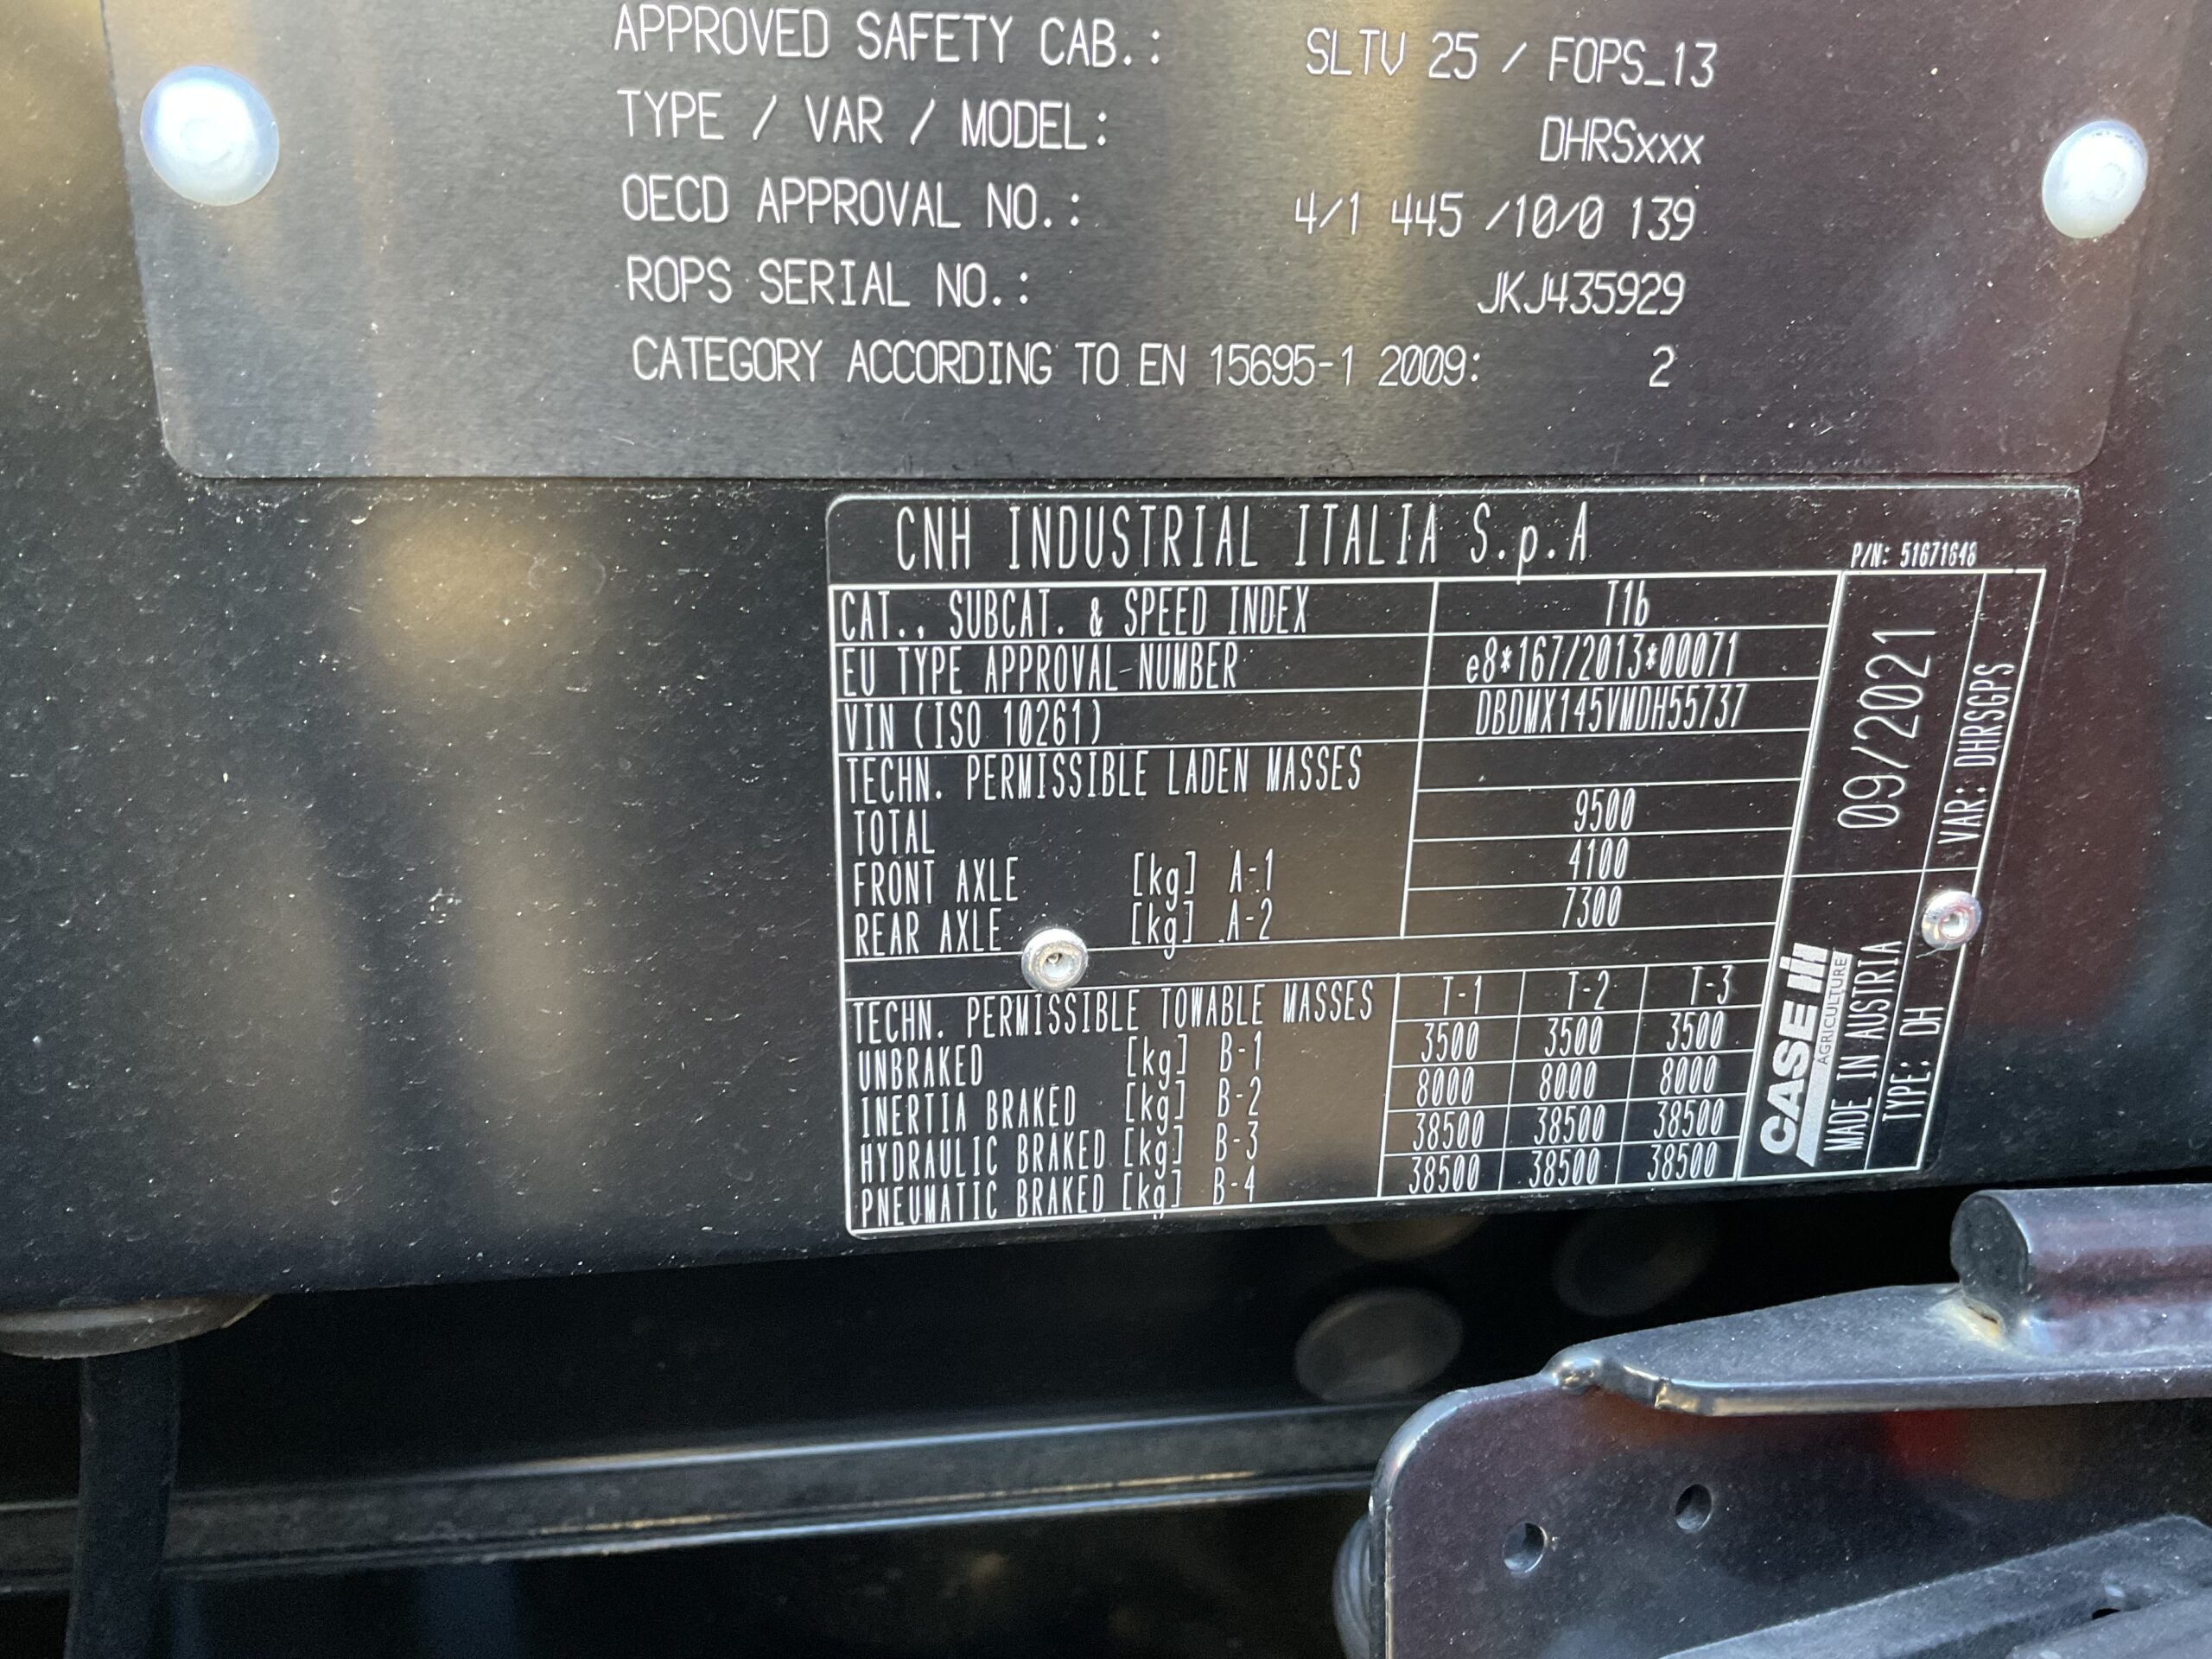 APPROVED SAFETY CAB.: SLTV 25 / FOPS_13
TYPE / VAR / MODEL: DHRSxxx
OECD APPROVAL NO.: 4/1 445 /10/0 139
ROPS SERIAL NO.: JKJ435929
CATEGORY ACCORDING TO EN 15695-1 2009: 2
CNH INDUSTRIAL ITALIA S.p.A
P/N: 51671648
CAT., SUBCAT. & SPEED INDEX T1b
EU TYPE APPROVAL NUMBER e8*167/2013*00071
VIN (ISO 10261) DBDMX145VMDH55737
TECHN. PERMISSIBLE LADEN MASSES
TOTAL 9500
FRONT AXLE [kg] A-1 4100
REAR AXLE [kg] A-2 7300
TECHN. PERMISSIBLE TOWABLE MASSES T-1 T-2 T-3
UNBRAKED [kg] B-1 3500 3500 3500
INERTIA BRAKED [kg] B-2 8000 8000 8000
HYDRAULIC BRAKED [kg] B-3 38500 38500 38500
PNEUMATIC BRAKED [kg] B-4 38500 38500 38500
09/2021
VAR: DHRSGPS
CASE IH
AGRICULTURE
MADE IN AUSTRIA
TYPE: DH